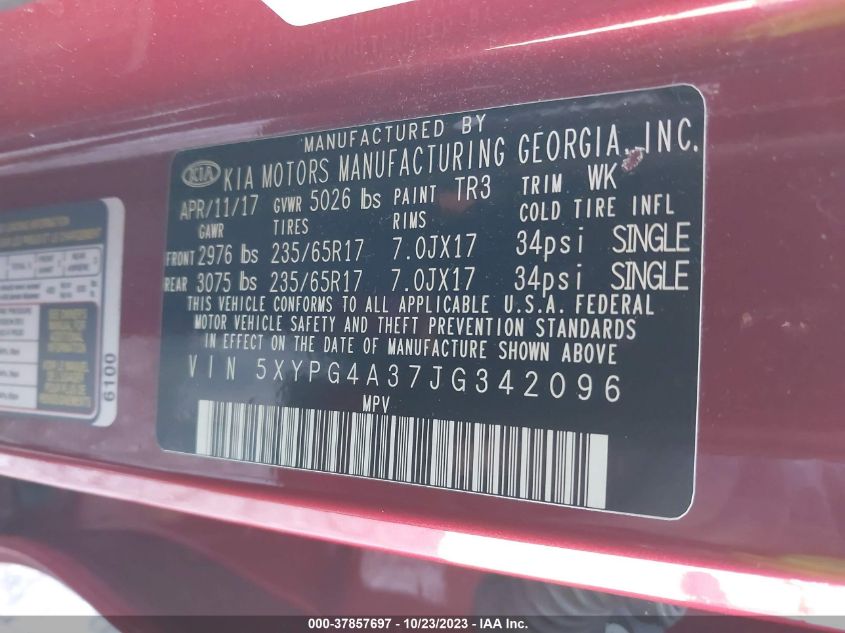 MANUFACTURED BY
KIA KIA MOTORS MANUFACTURING GEORGIA, INC.
APR/11/17 GVWR 5026 lbs PAINT TR3 TRIM WK
GAWR TIRES RIMS COLD TIRE INFL
FRONT 2976 lbs 235/65R17 7.0JX17 34psi SINGLE
REAR 3075 lbs 235/65R17 7.0JX17 34psi SINGLE
THIS VEHICLE CONFORMS TO ALL APPLICABLE U.S.A. FEDERAL
MOTOR VEHICLE SAFETY AND THEFT PREVENTION STANDARDS
IN EFFECT ON THE DATE OF MANUFACTURE SHOWN ABOVE
VIN 5XYPG4A37JG342096
MPV
6100
000-37857697 - 10/23/2023 - IAA Inc.